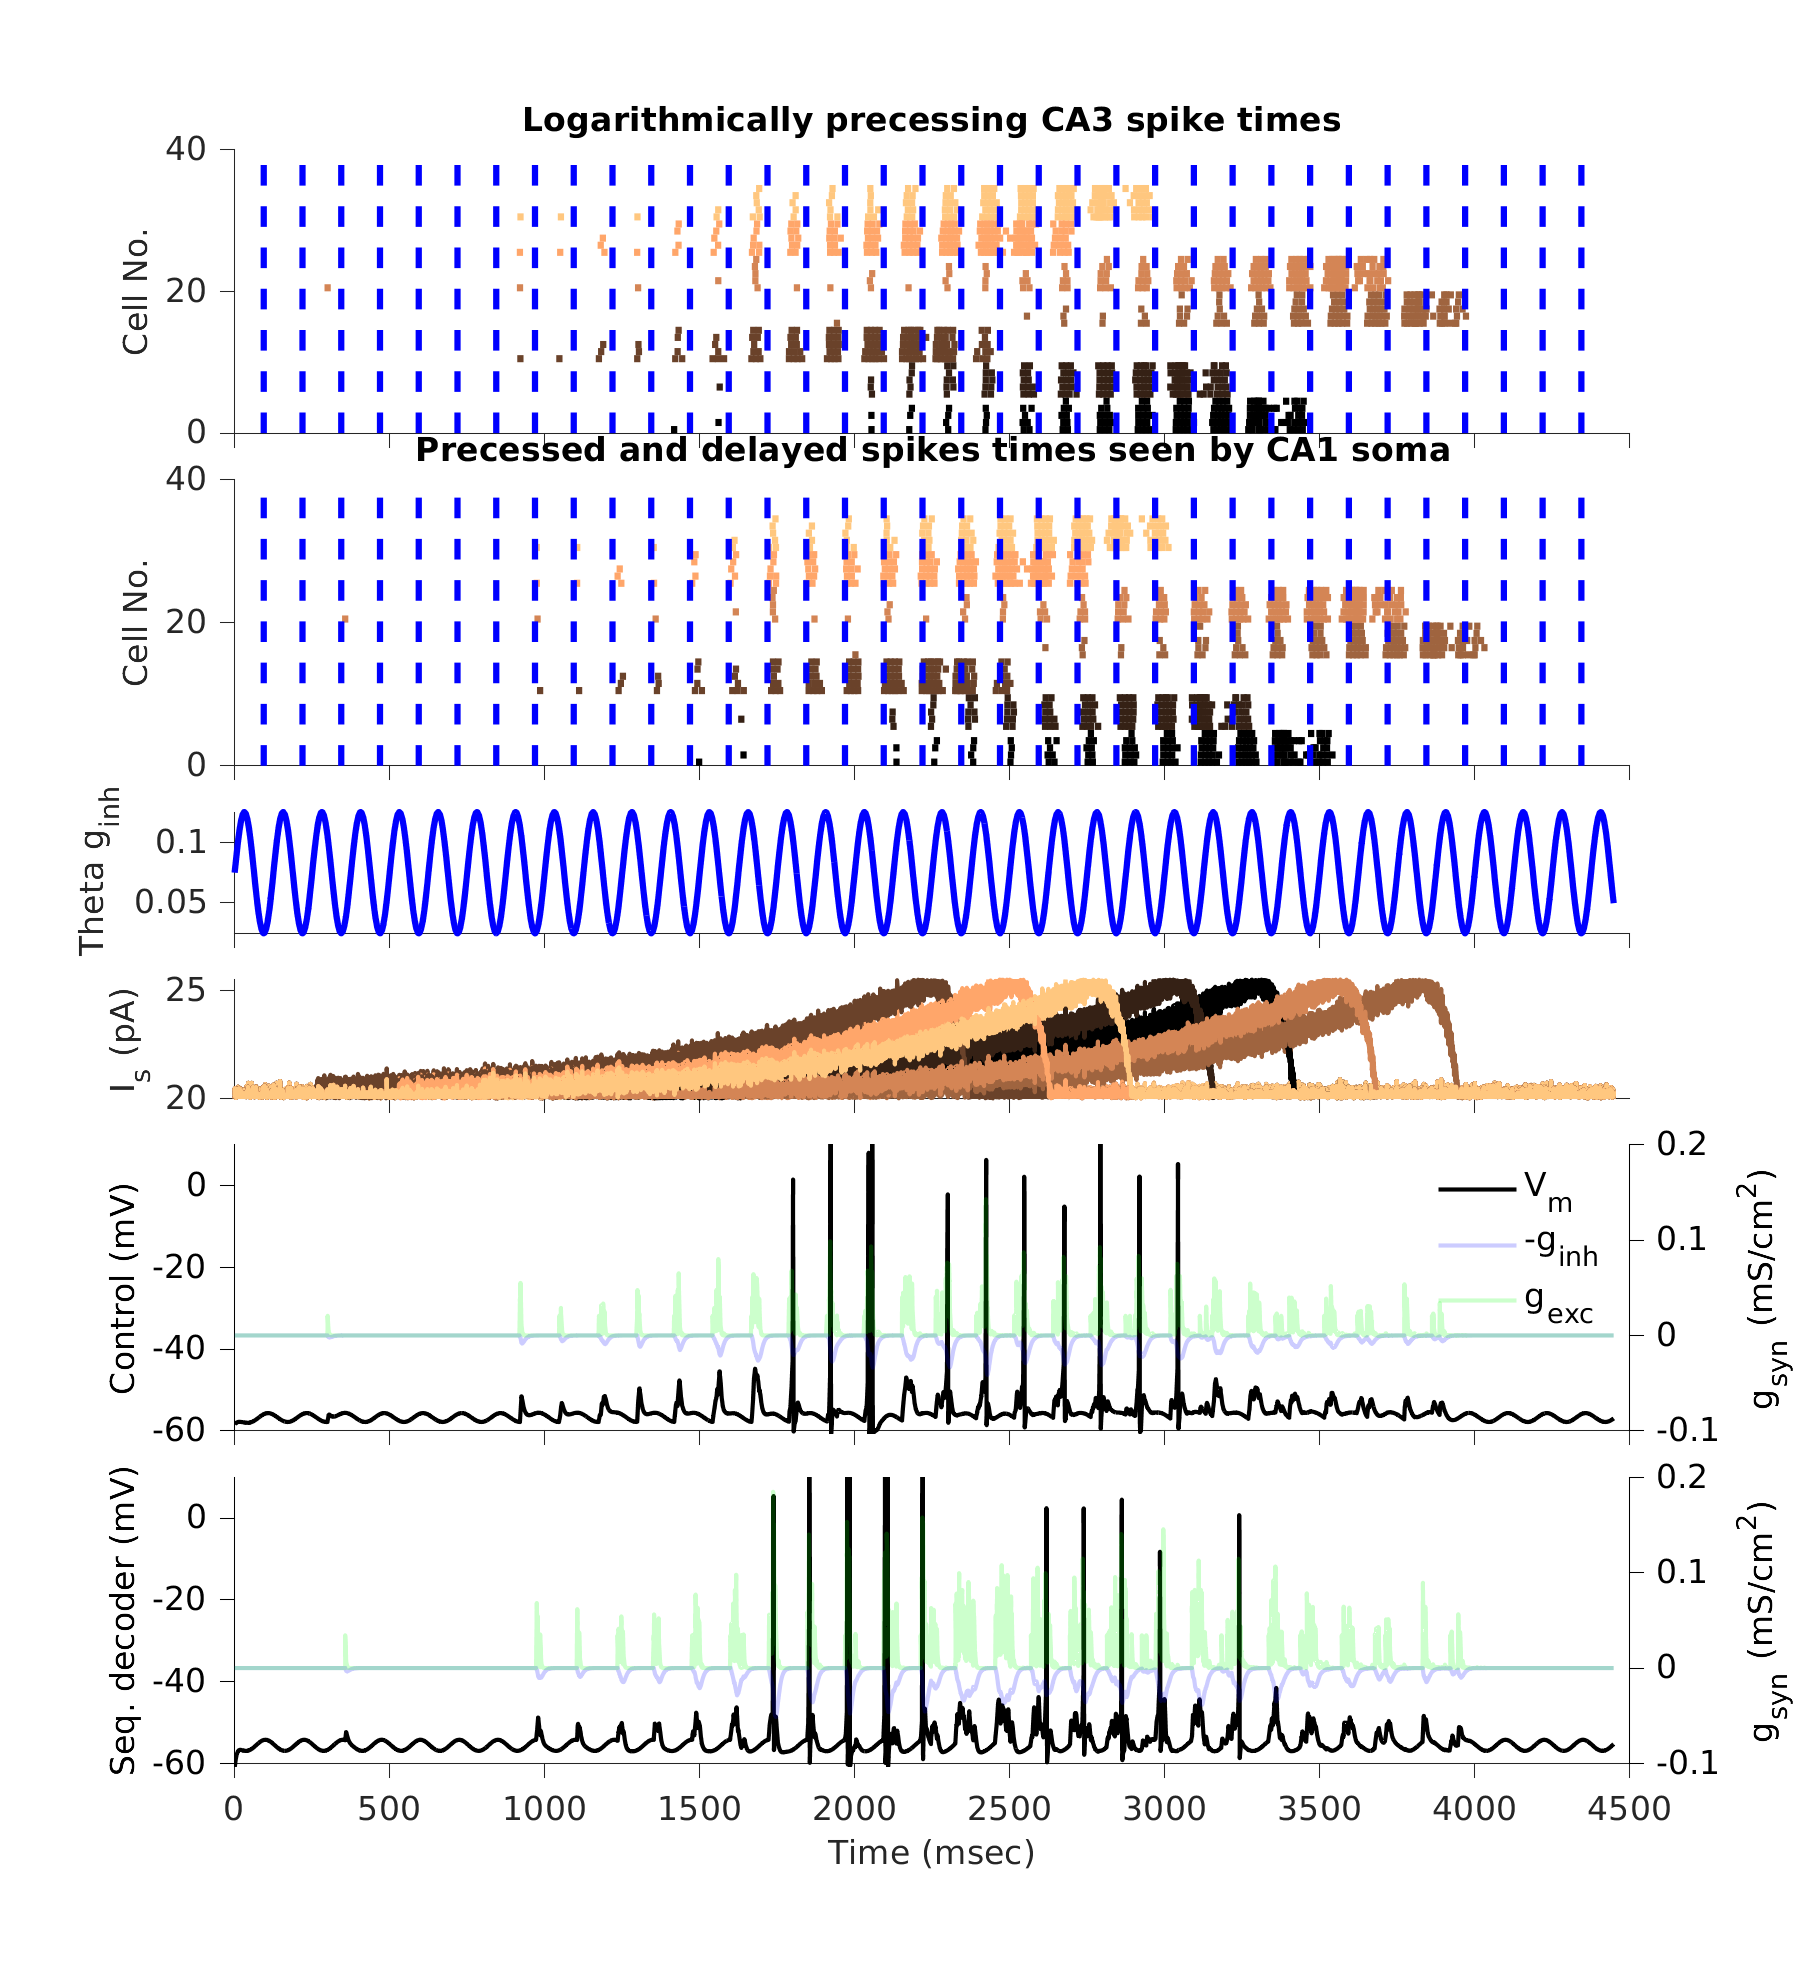 Logarithmically precessing CA3 spike times
40
20
0
Cell No.
Precessed and delayed spikes times seen by CA1 soma
40
20
0
Cell No.
0.1
0.05
Theta g_inh
25
20
I_s (pA)
0
-20
-40
-60
Control (mV)
V_m
-g_inh
g_exc
0.2
0.1
0
-0.1
g_syn (mS/cm²)
0
-20
-40
-60
Seq. decoder (mV)
0.2
0.1
0
-0.1
g_syn (mS/cm²)
0 500 1000 1500 2000 2500 3000 3500 4000 4500
Time (msec)